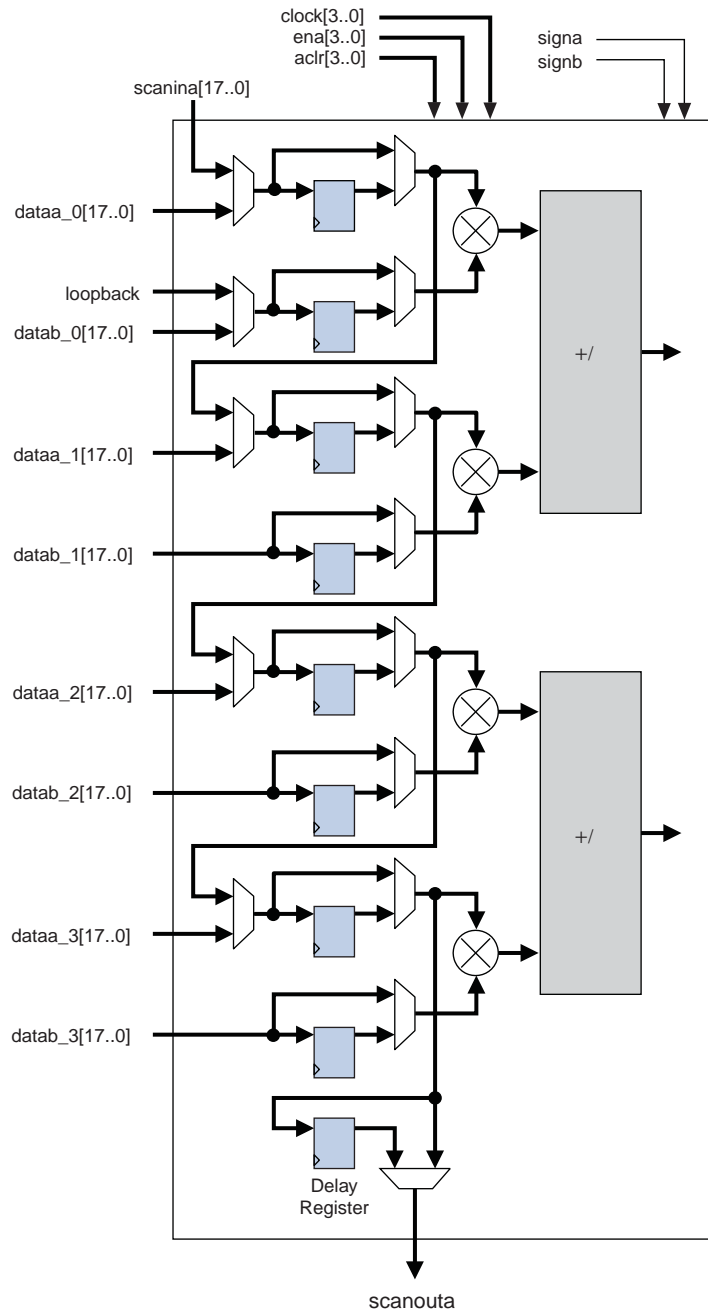 clock[3..0]
ena[3..0]
aclr[3..0]
signa
signb
scanina[17..0]
dataa_0[17..0]
loopback
datab_0[17..0]
+/
dataa_1[17..0]
datab_1[17..0]
dataa_2[17..0]
datab_2[17..0]
+/
dataa_3[17..0]
datab_3[17..0]
Delay
Register
scanouta